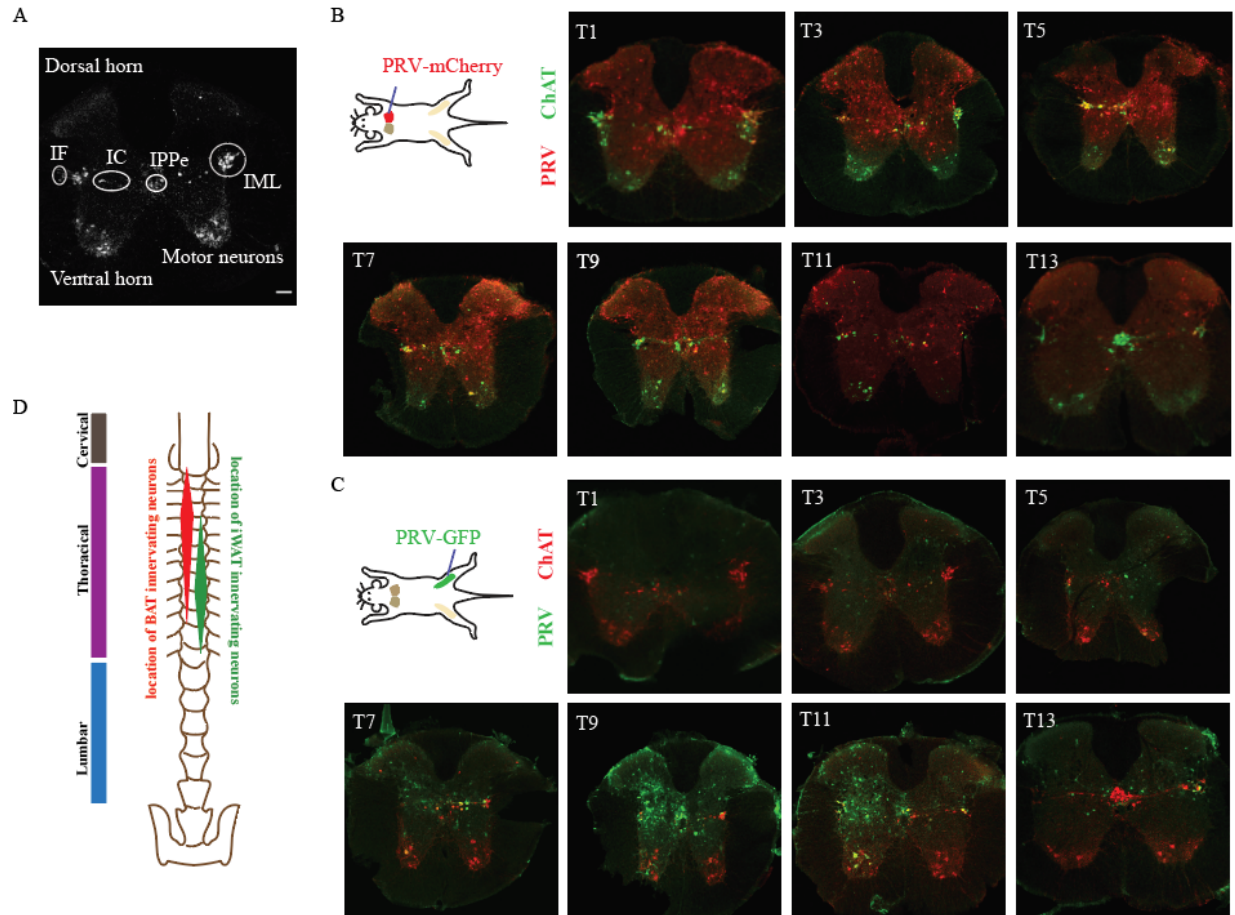 A
Dorsal horn
IF
IC
IPPe
IML
Motor neurons
Ventral horn
B
PRV-mCherry
PRV ChAT
T1
T3
T5
T7
T9
T11
T13
C
PRV-GFP
PRV ChAT
T1
T3
T5
T7
T9
T11
T13
D
Cervical
Thoracical
Lumbar
location of BAT innervating neurons
location of iWAT innervating neurons